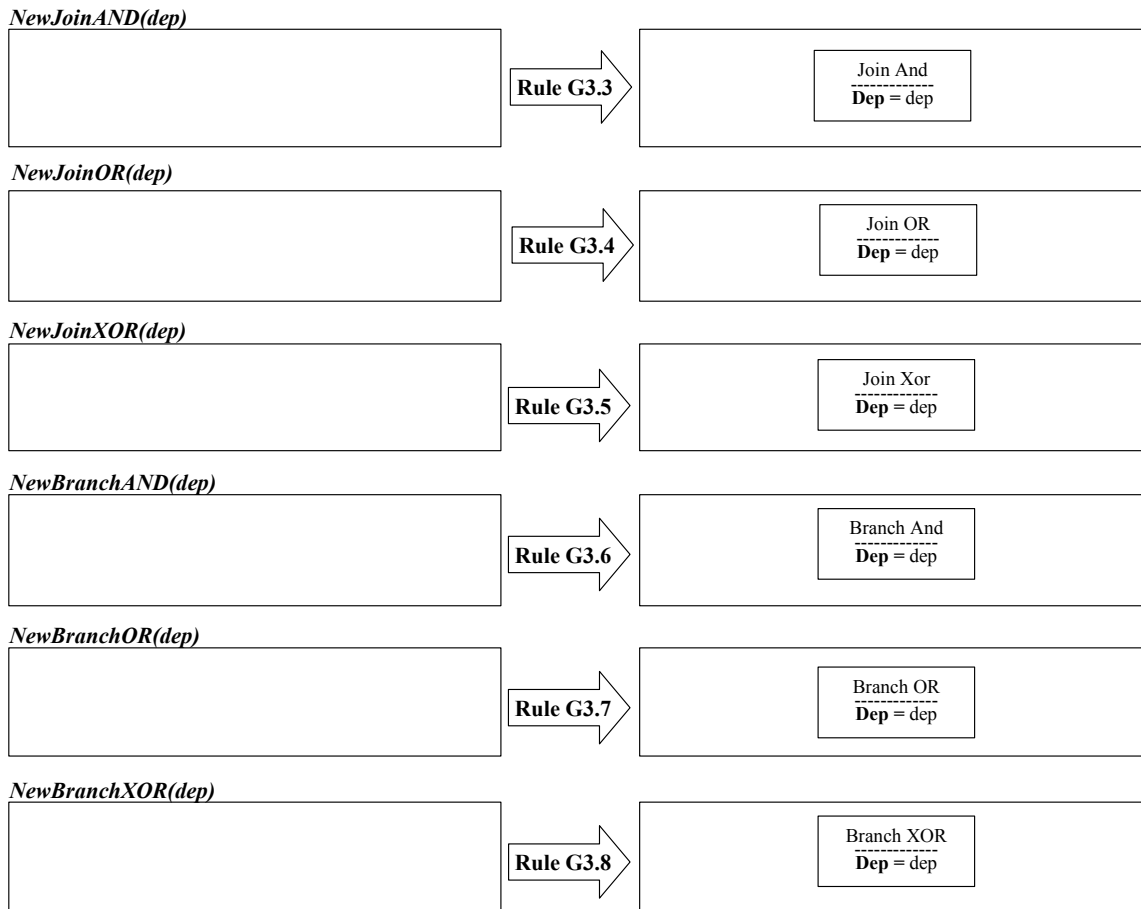 NewJoinAND(dep)
Rule G3.3
Join And
-------------
Dep = dep
NewJoinOR(dep)
Rule G3.4
Join OR
-------------
Dep = dep
NewJoinXOR(dep)
Rule G3.5
Join Xor
-------------
Dep = dep
NewBranchAND(dep)
Rule G3.6
Branch And
-------------
Dep = dep
NewBranchOR(dep)
Rule G3.7
Branch OR
-------------
Dep = dep
NewBranchXOR(dep)
Rule G3.8
Branch XOR
-------------
Dep = dep